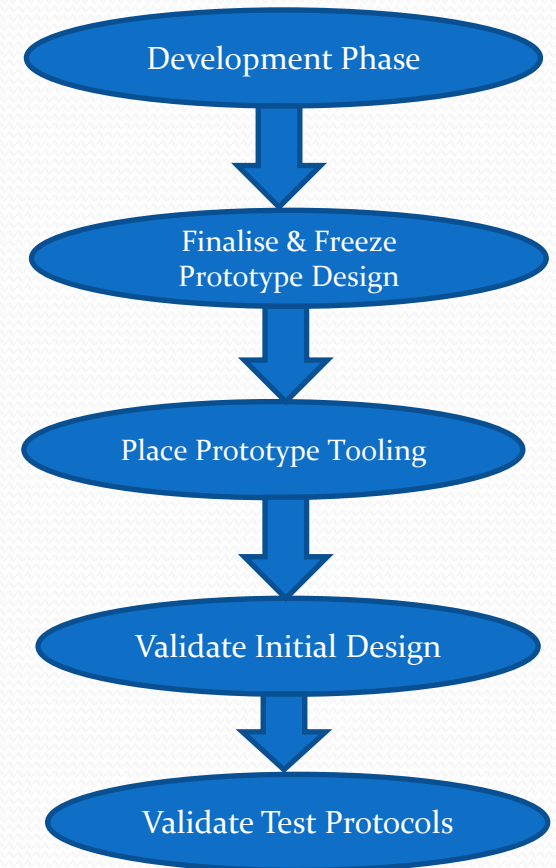 Development Phase
Finalise & Freeze
Prototype Design
Place Prototype Tooling
Validate Initial Design
Validate Test Protocols